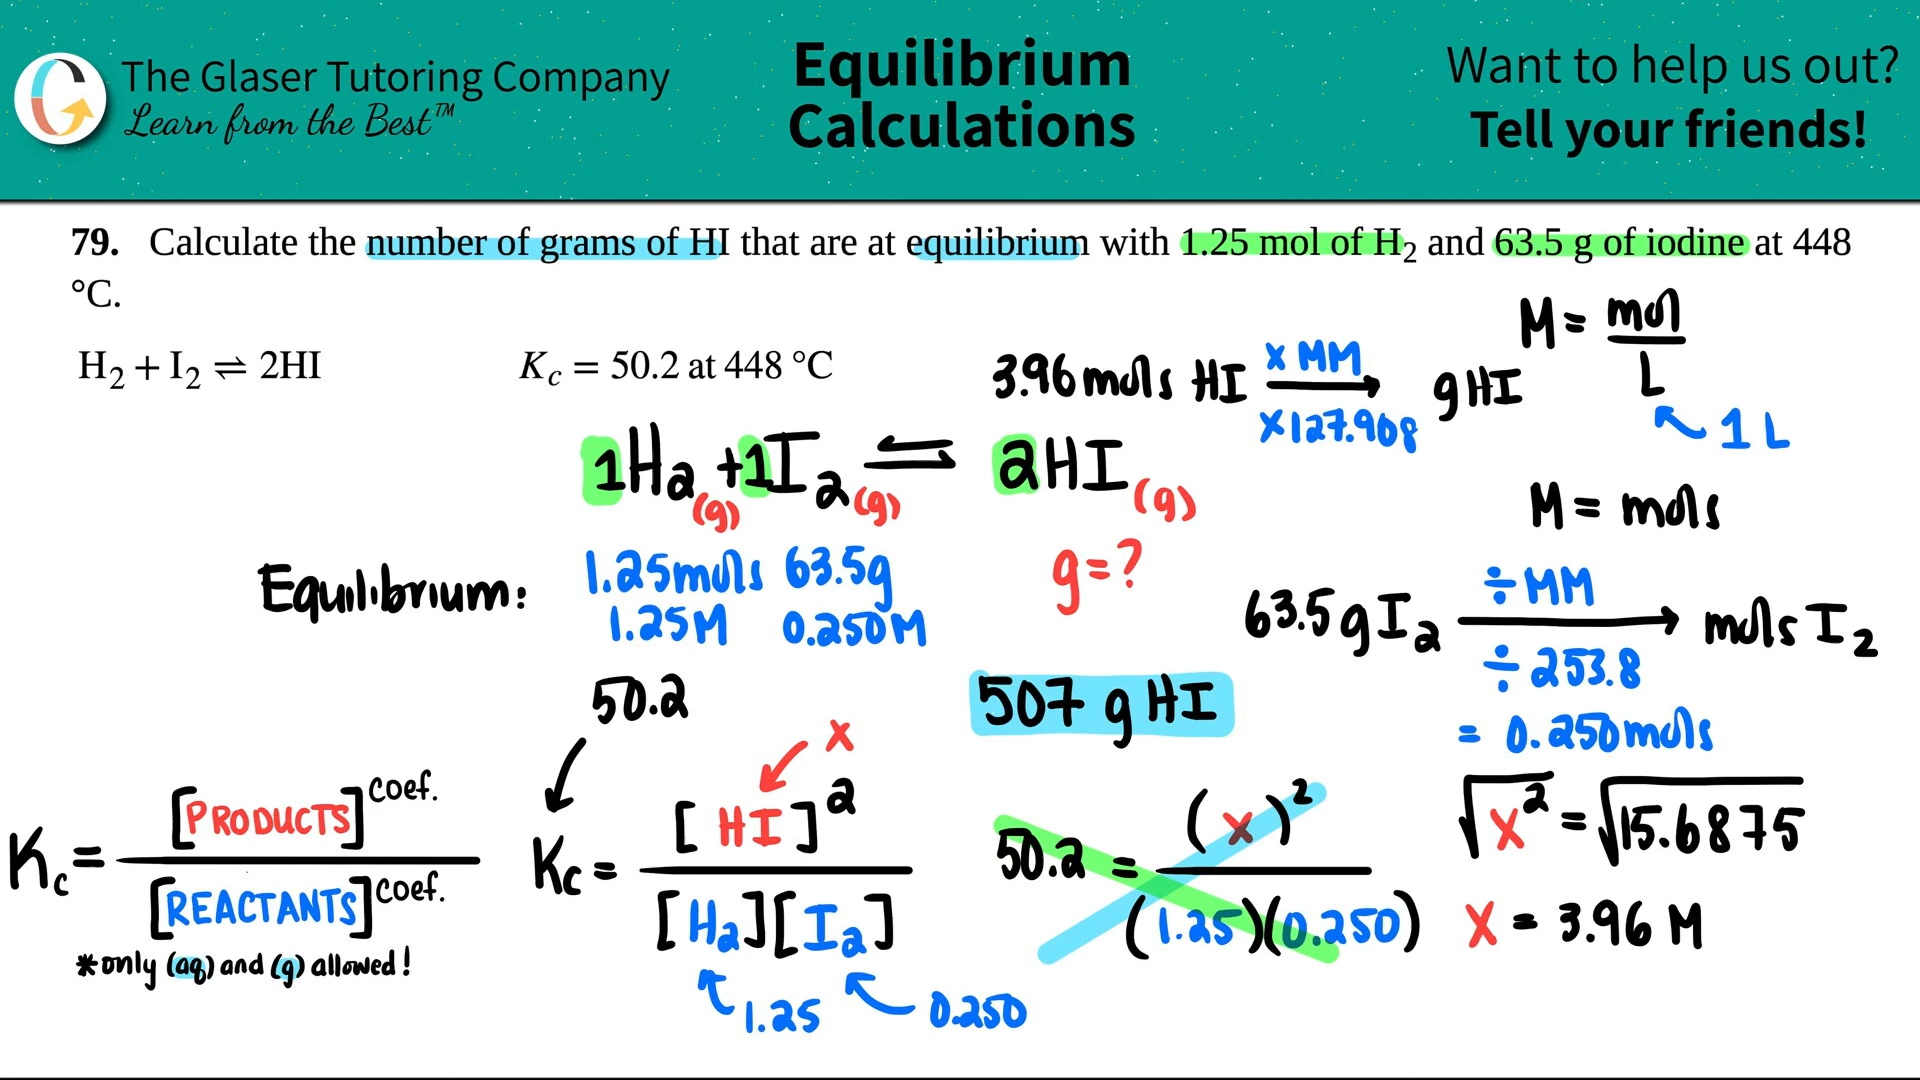 The Glaser Tutoring Company
Learn from the Best™
Equilibrium
Calculations
Want to help us out?
Tell your friends!
79. Calculate the number of grams of HI that are at equilibrium with 1.25 mol of H₂ and 63.5 g of iodine at 448
°C.
H₂ + I₂ ⇌ 2HI
K꜀ = 50.2 at 448 °C
3.96 mols HI → g HI
x MM
x 127.908
M = mol / L
1 L
1H₂(g) + 1I₂(g) ⇌ 2HI(g)
M = mols
Equilibrium:
1.25 mols 63.5g
1.25M 0.250M
g = ?
63.5 g I₂ → mols I₂
÷ MM
÷ 253.8
= 0.250 mols
50.2
507 g HI
x
Kc = [PRODUCTS]^coef. / [REACTANTS]^coef.
*only (aq) and (g) allowed!
Kc = [HI]² / [H₂][I₂]
1.25
0.250
50.2 = (x)² / (1.25)(0.250)
√x² = √15.6875
x = 3.96 M